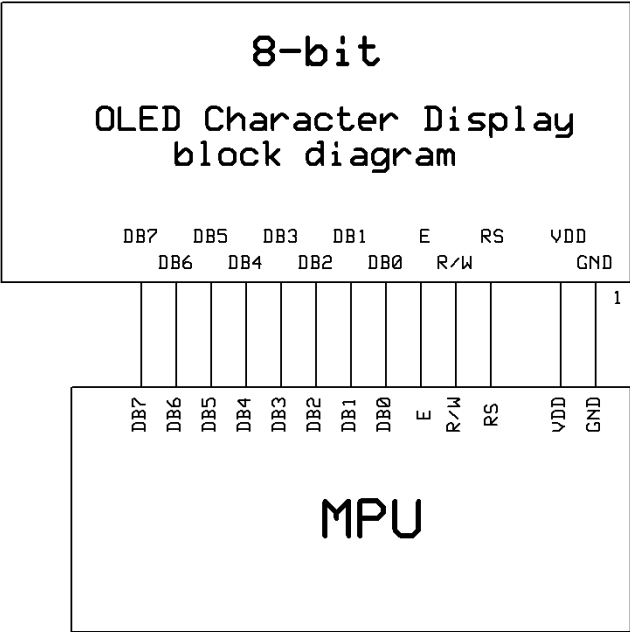 8-bit
OLED Character Display
block diagram
DB7 DB5 DB3 DB1 E RS VDD
DB6 DB4 DB2 DB0 R/W GND
1
DB7 DB6 DB5 DB4 DB3 DB2 DB1 DB0 E R/W RS VDD GND
MPU